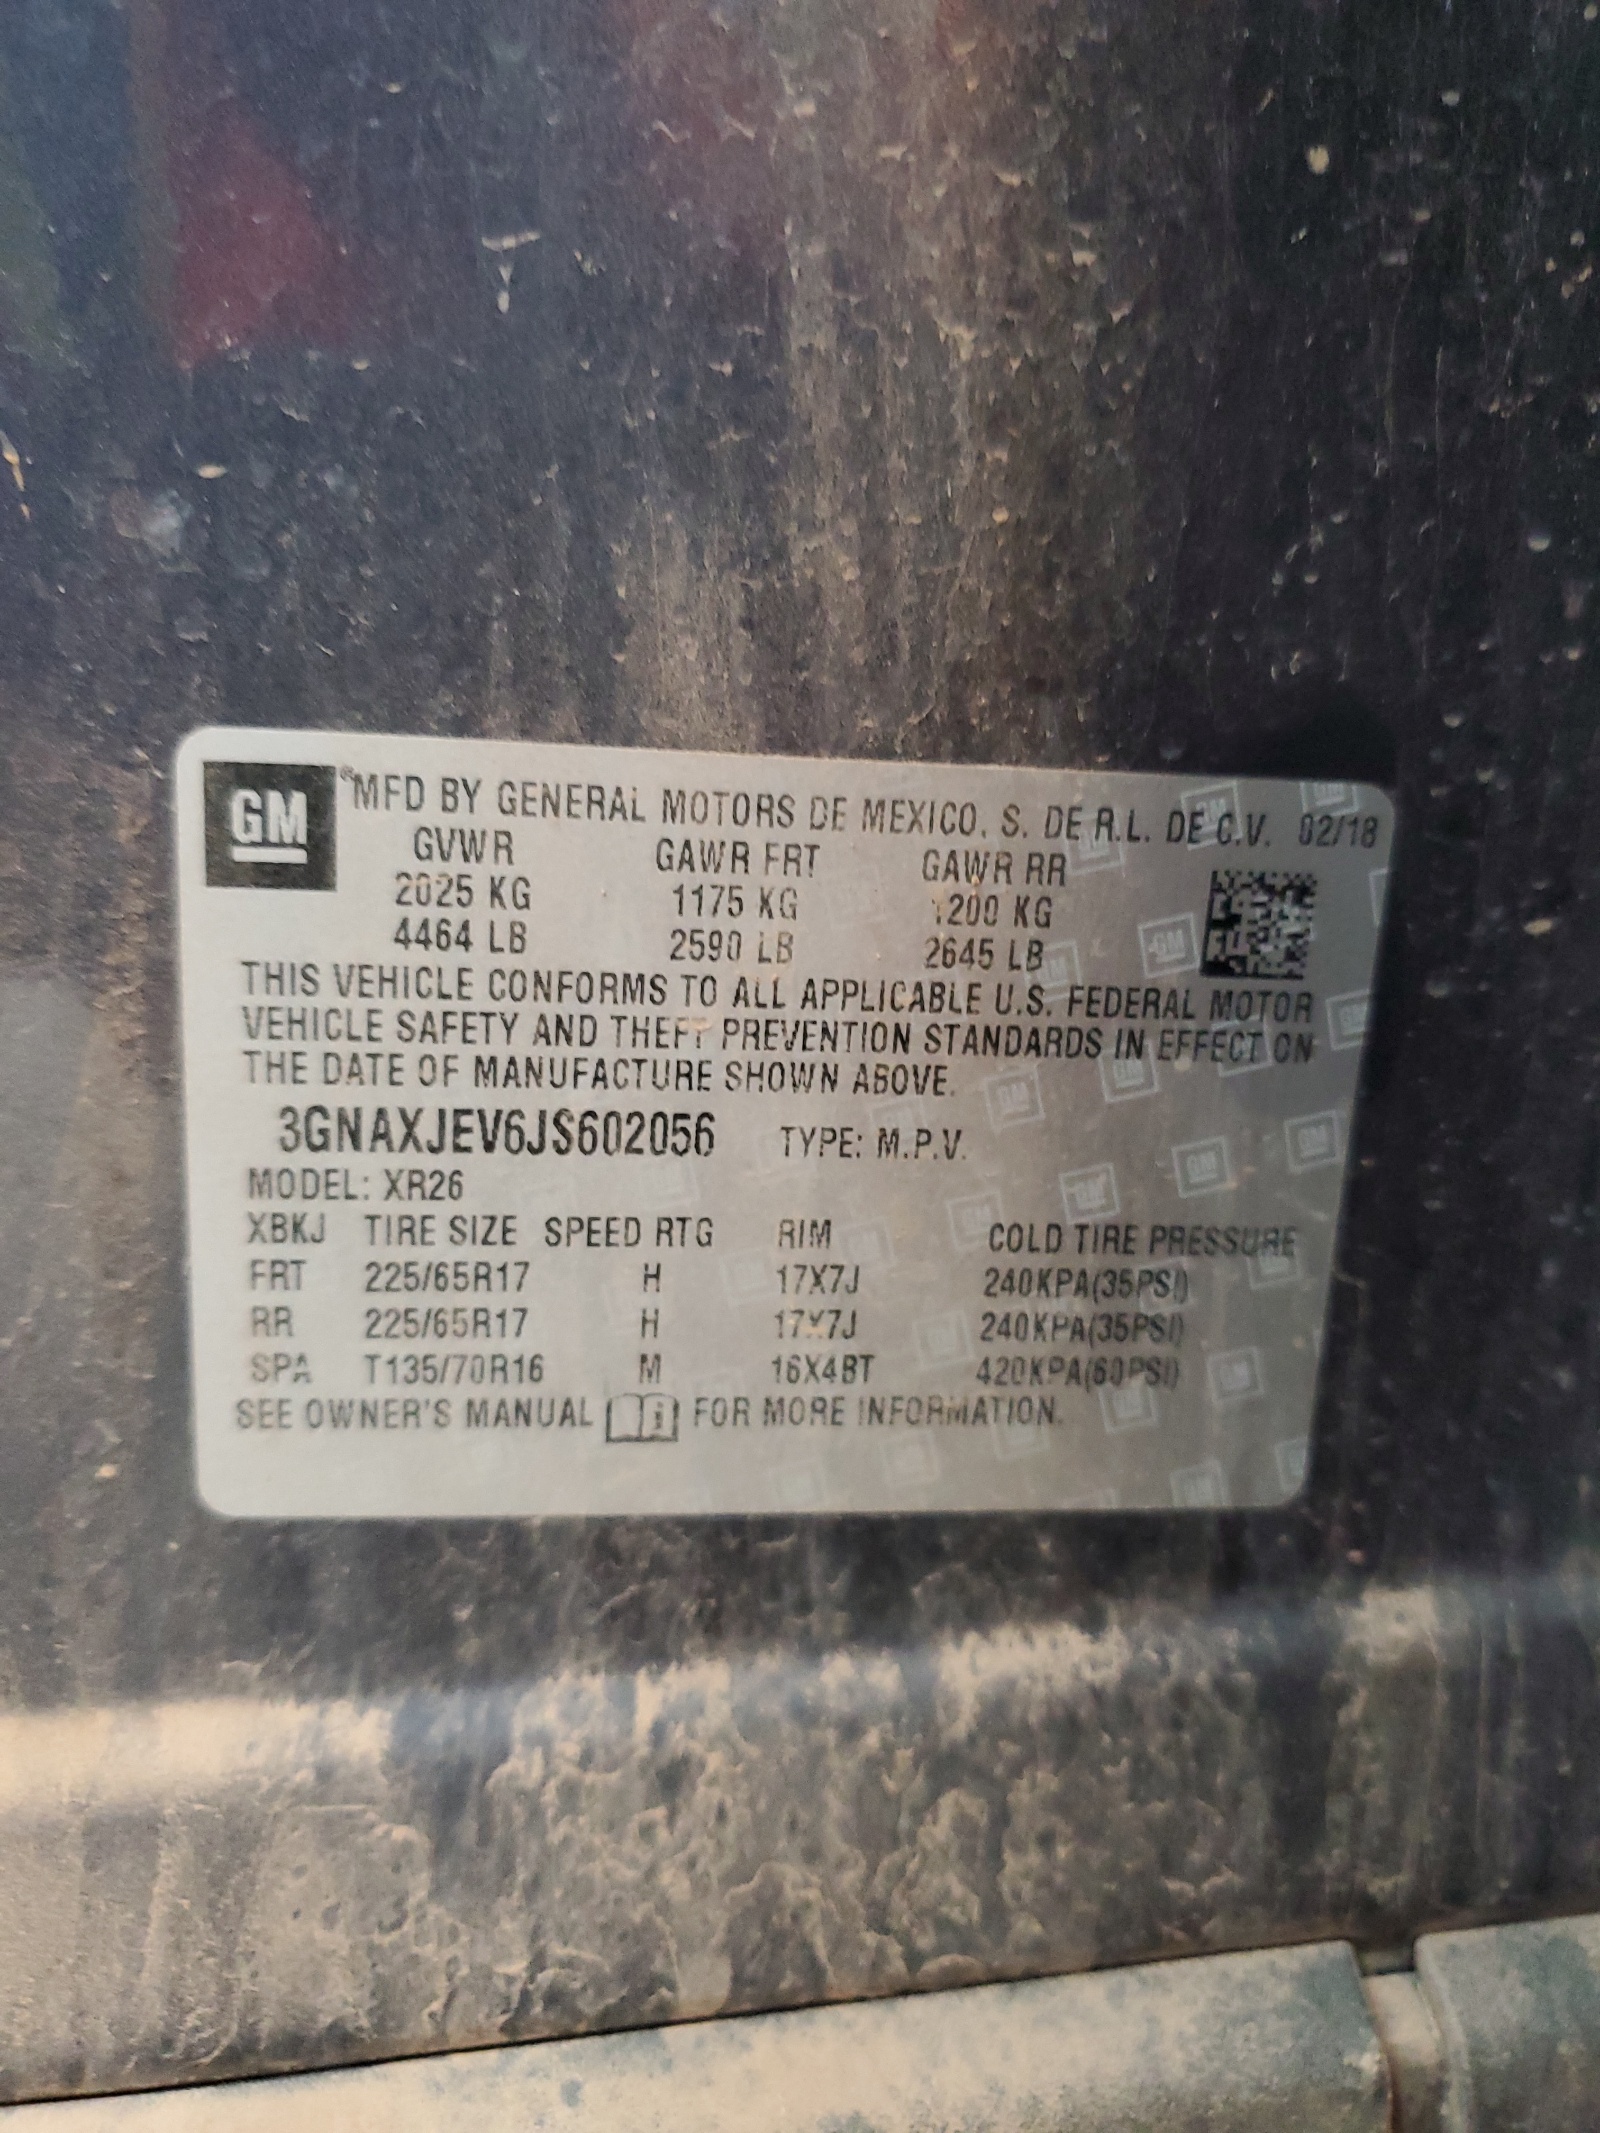 GM ® MFD BY GENERAL MOTORS DE MEXICO, S. DE R.L. DE C.V. 02/18
GVWR GAWR FRT GAWR RR
2025 KG 1175 KG 1200 KG
4464 LB 2590 LB 2645 LB
THIS VEHICLE CONFORMS TO ALL APPLICABLE U.S. FEDERAL MOTOR
VEHICLE SAFETY AND THEFT PREVENTION STANDARDS IN EFFECT ON
THE DATE OF MANUFACTURE SHOWN ABOVE.
3GNAXJEV6JS602056 TYPE: M.P.V.
MODEL: XR26
XBKJ TIRE SIZE SPEED RTG RIM COLD TIRE PRESSURE
FRT 225/65R17 H 17X7J 240KPA(35PSI)
RR 225/65R17 H 17X7J 240KPA(35PSI)
SPA T135/70R16 M 16X4BT 420KPA(60PSI)
SEE OWNER'S MANUAL FOR MORE INFORMATION.